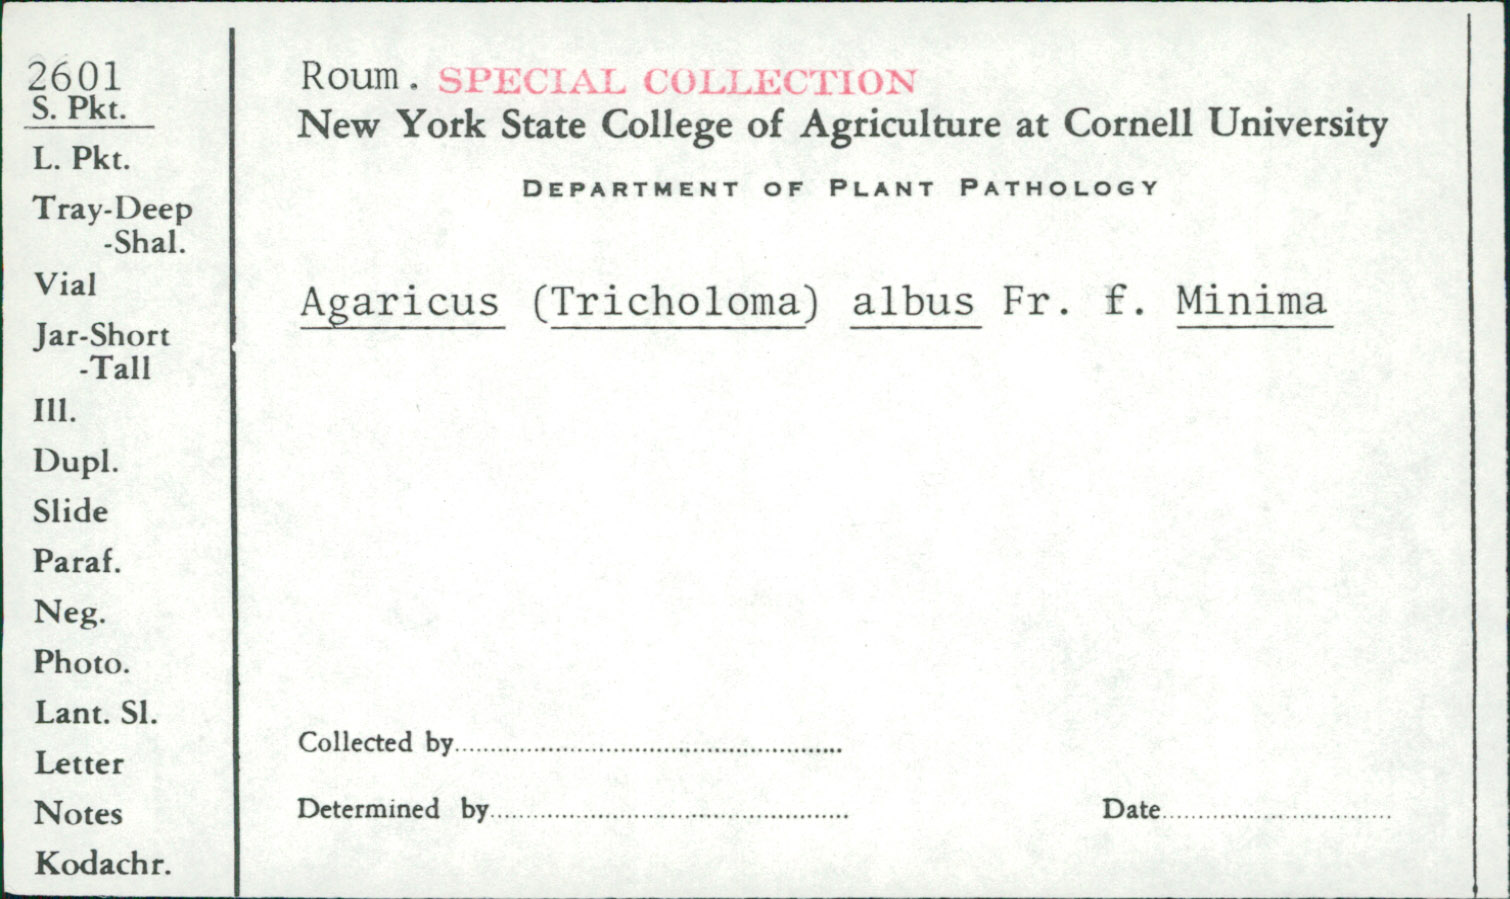 2601
S. Pkt.
L. Pkt.
Tray-Deep
-Shal.
Vial
Jar-Short
-Tall
Ill.
Dupl.
Slide
Paraf.
Neg.
Photo.
Lant. Sl.
Letter
Notes
Kodachr.
Roum. SPECIAL COLLECTION
New York State College of Agriculture at Cornell University
DEPARTMENT OF PLANT PATHOLOGY
Agaricus (Tricholoma) albus Fr. f. Minima
Collected by
Determined by
Date